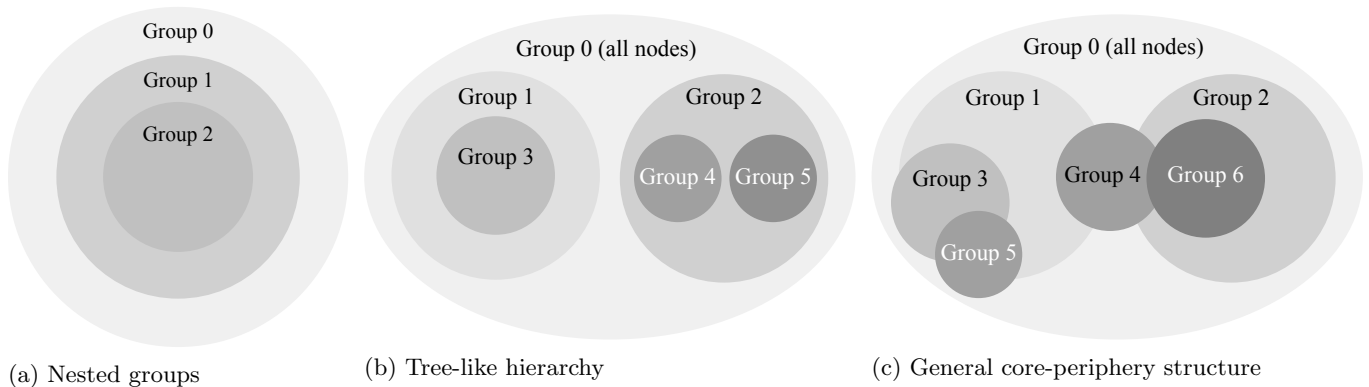 Group 0
Group 1
Group 2
(a) Nested groups
Group 0 (all nodes)
Group 1
Group 2
Group 3
Group 4
Group 5
(b) Tree-like hierarchy
Group 0 (all nodes)
Group 1
Group 2
Group 3
Group 4
Group 6
Group 5
(c) General core-periphery structure